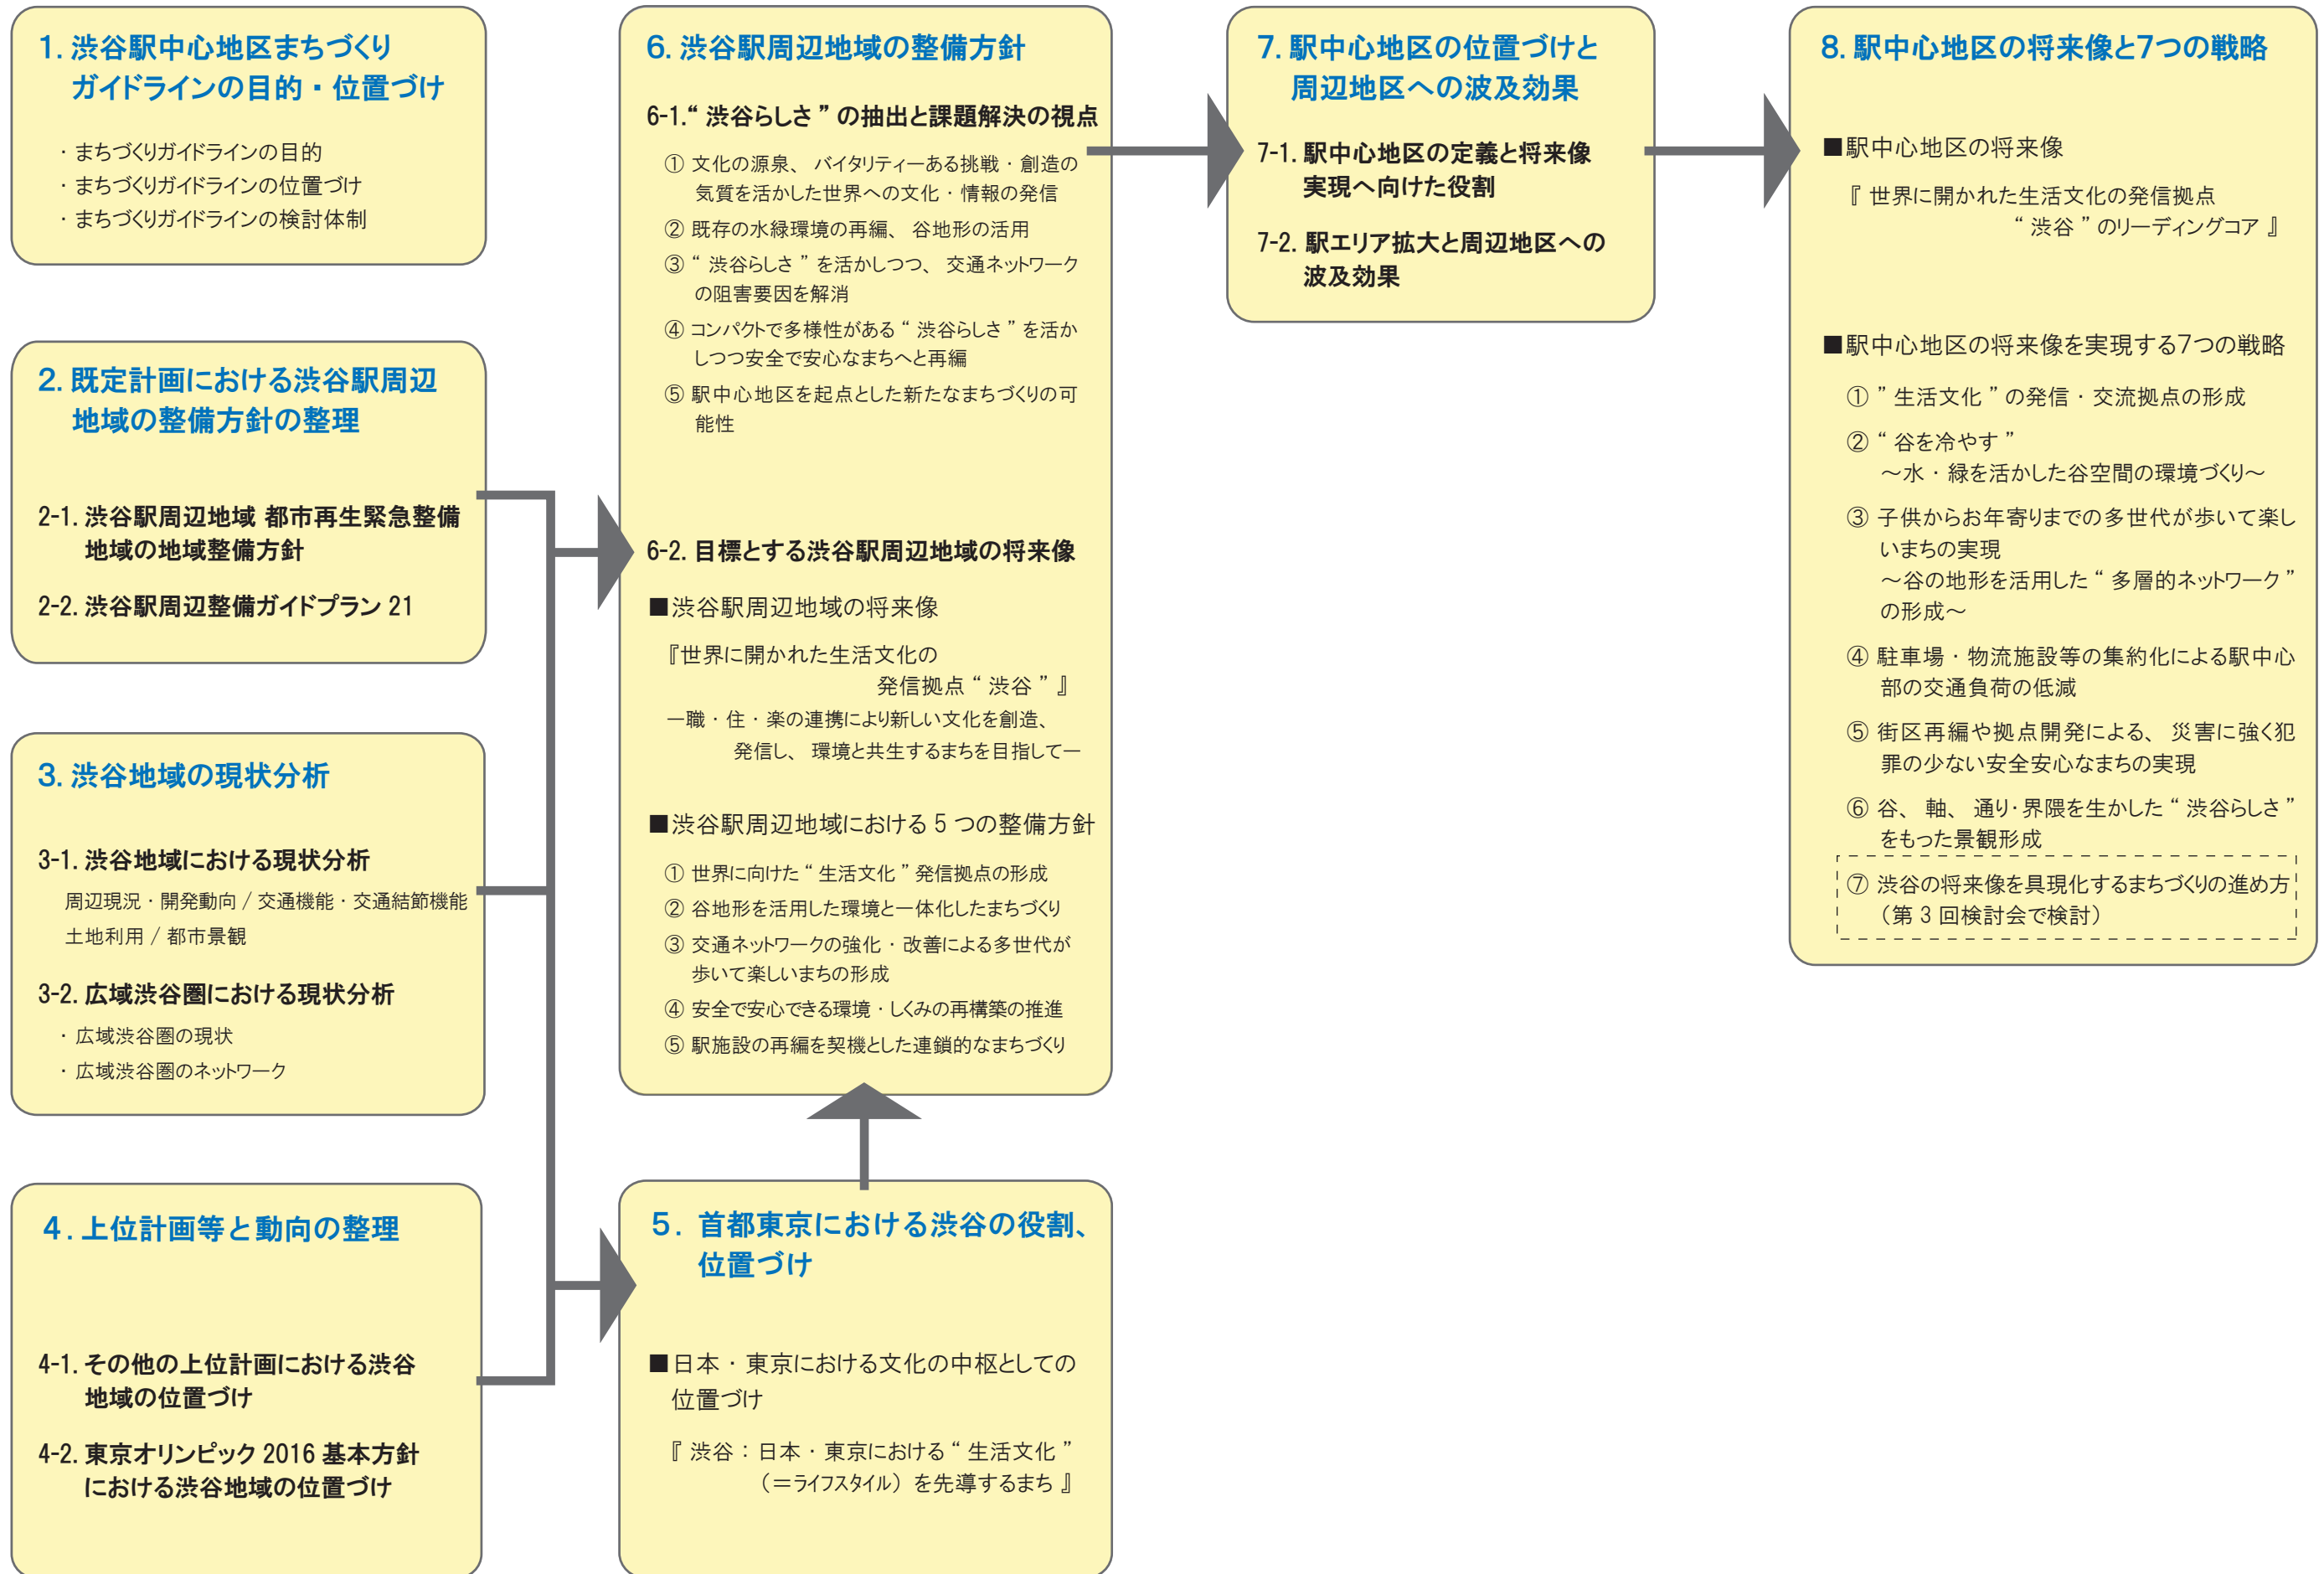 1. 渋谷駅中心地区まちづくり
ガイドラインの目的・位置づけ
・まちづくりガイドラインの目的
・まちづくりガイドラインの位置づけ
・まちづくりガイドラインの検討体制
2. 既定計画における渋谷駅周辺
地域の整備方針の整理
2-1. 渋谷駅周辺地域 都市再生緊急整備
地域の地域整備方針
2-2. 渋谷駅周辺整備ガイドプラン 21
3. 渋谷地域の現状分析
3-1. 渋谷地域における現状分析
周辺現況・開発動向 / 交通機能・交通結節機能
土地利用 / 都市景観
3-2. 広域渋谷圏における現状分析
・広域渋谷圏の現状
・広域渋谷圏のネットワーク
4. 上位計画等と動向の整理
4-1. その他の上位計画における渋谷
地域の位置づけ
4-2. 東京オリンピック 2016 基本方針
における渋谷地域の位置づけ
5. 首都東京における渋谷の役割、
位置づけ
■日本・東京における文化の中枢としての
位置づけ
『 渋谷：日本・東京における “ 生活文化 ”
（＝ライフスタイル）を先導するまち 』
6. 渋谷駅周辺地域の整備方針
6-1. “ 渋谷らしさ ” の抽出と課題解決の視点
① 文化の源泉、バイタリティーある挑戦・創造の
気質を活かした世界への文化・情報の発信
② 既存の水緑環境の再編、谷地形の活用
③ “ 渋谷らしさ ” を活かしつつ、交通ネットワーク
の阻害要因を解消
④ コンパクトで多様性がある “ 渋谷らしさ ” を活か
しつつ安全で安心なまちへと再編
⑤ 駅中心地区を起点とした新たなまちづくりの可
能性
6-2. 目標とする渋谷駅周辺地域の将来像
■渋谷駅周辺地域の将来像
『世界に開かれた生活文化の
発信拠点 “ 渋谷 ” 』
―職・住・楽の連携により新しい文化を創造、
発信し、環境と共生するまちを目指して―
■渋谷駅周辺地域における 5 つの整備方針
① 世界に向けた “ 生活文化 ” 発信拠点の形成
② 谷地形を活用した環境と一体化したまちづくり
③ 交通ネットワークの強化・改善による多世代が
歩いて楽しいまちの形成
④ 安全で安心できる環境・しくみの再構築の推進
⑤ 駅施設の再編を契機とした連鎖的なまちづくり
7. 駅中心地区の位置づけと
周辺地区への波及効果
7-1. 駅中心地区の定義と将来像
実現へ向けた役割
7-2. 駅エリア拡大と周辺地区への
波及効果
8. 駅中心地区の将来像と7つの戦略
■駅中心地区の将来像
『 世界に開かれた生活文化の発信拠点
“ 渋谷 ” のリーディングコア 』
■駅中心地区の将来像を実現する7つの戦略
① ” 生活文化 ” の発信・交流拠点の形成
② “ 谷を冷やす ”
～水・緑を活かした谷空間の環境づくり～
③ 子供からお年寄りまでの多世代が歩いて楽し
いまちの実現
～谷の地形を活用した “ 多層的ネットワーク ”
の形成～
④ 駐車場・物流施設等の集約化による駅中心
部の交通負荷の低減
⑤ 街区再編や拠点開発による、災害に強く犯
罪の少ない安全安心なまちの実現
⑥ 谷、軸、通り・界隈を生かした “ 渋谷らしさ ”
をもった景観形成
⑦ 渋谷の将来像を具現化するまちづくりの進め方
（第 3 回検討会で検討）